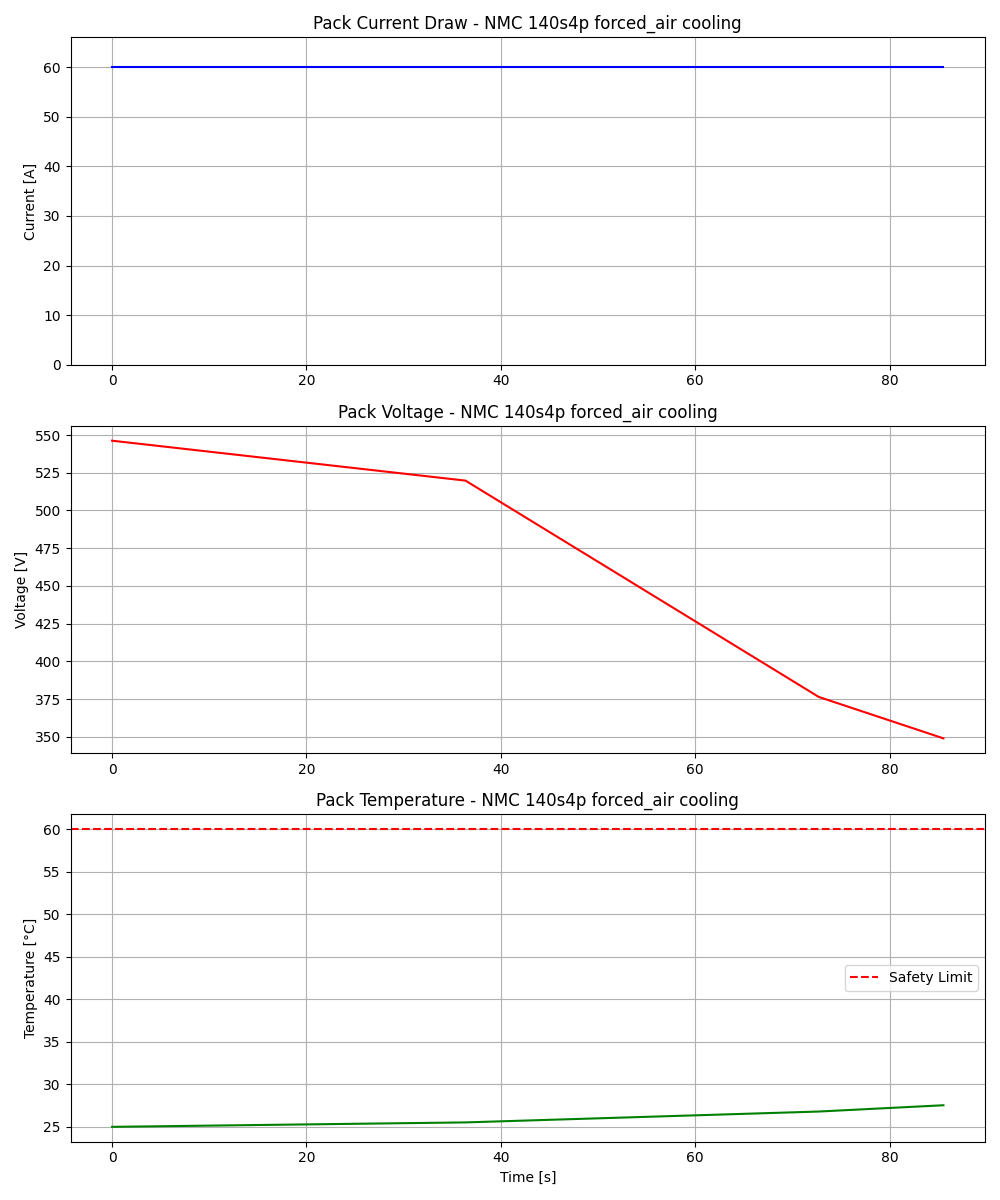 Pack Current Draw - NMC 140s4p forced_air cooling
Current [A]
60
50
40
30
20
10
0
0 20 40 60 80
Pack Voltage - NMC 140s4p forced_air cooling
Voltage [V]
550
525
500
475
450
425
400
375
350
0 20 40 60 80
Pack Temperature - NMC 140s4p forced_air cooling
Temperature [°C]
60
55
50
45
40
35
30
25
Safety Limit
0 20 40 60 80
Time [s]